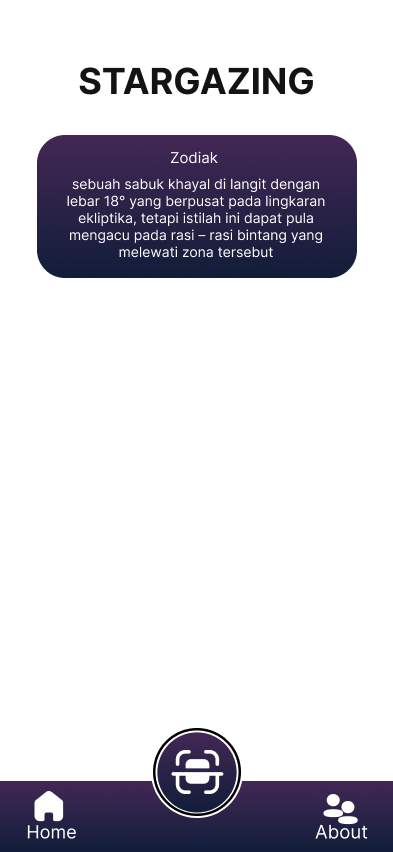 STARGAZING
Zodiak
sebuah sabuk khayal di langit dengan
lebar 18° yang berpusat pada lingkaran
ekliptika, tetapi istilah ini dapat pula
mengacu pada rasi – rasi bintang yang
melewati zona tersebut
Home
About